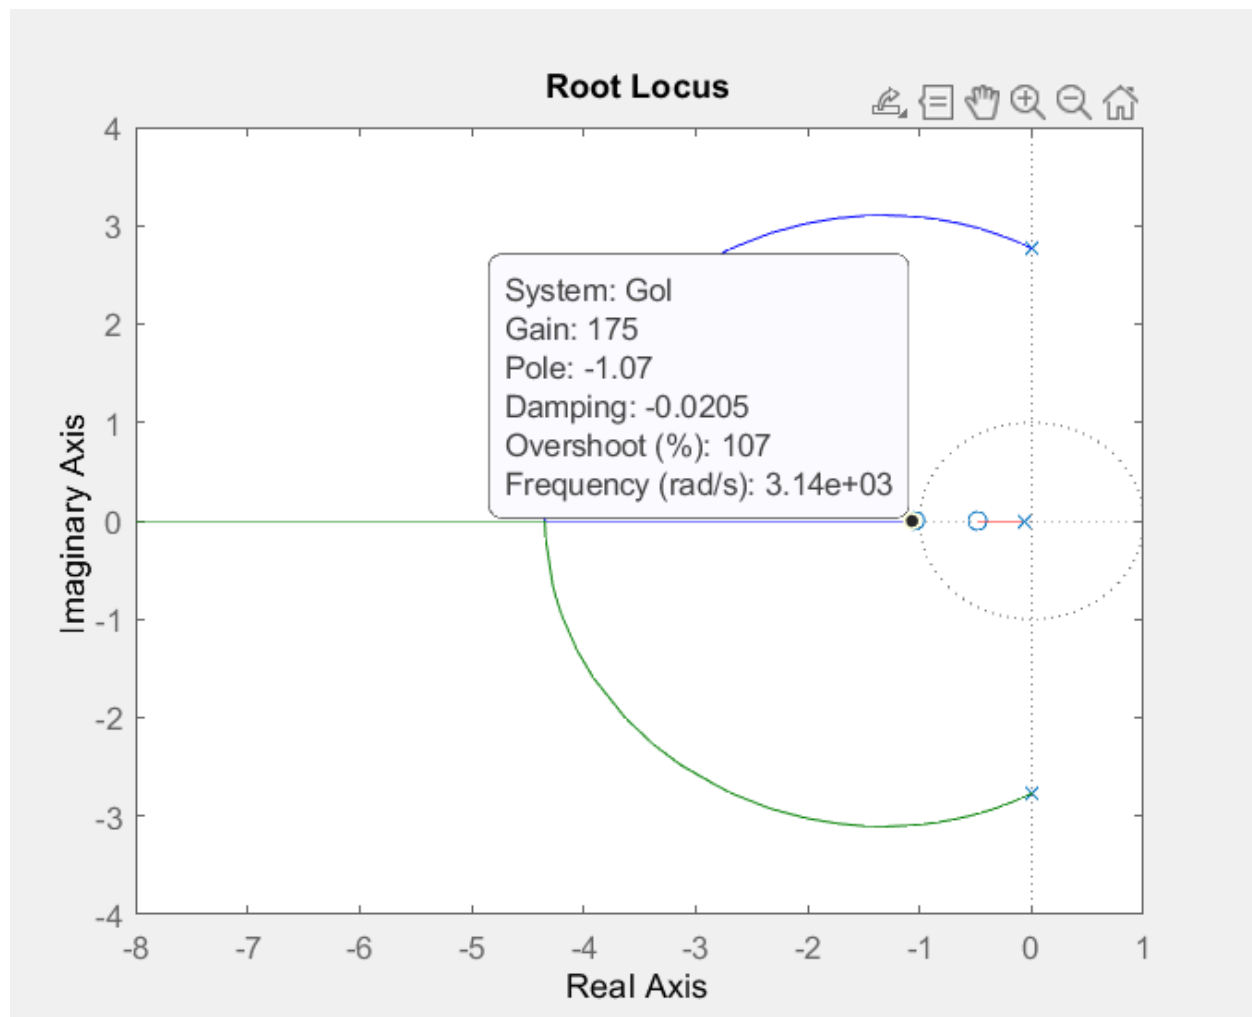 Root Locus
4
3
2
1
0
-1
-2
-3
-4
Imaginary Axis
System: Gol
Gain: 175
Pole: -1.07
Damping: -0.0205
Overshoot (%): 107
Frequency (rad/s): 3.14e+03
-8 -7 -6 -5 -4 -3 -2 -1 0 1
Real Axis